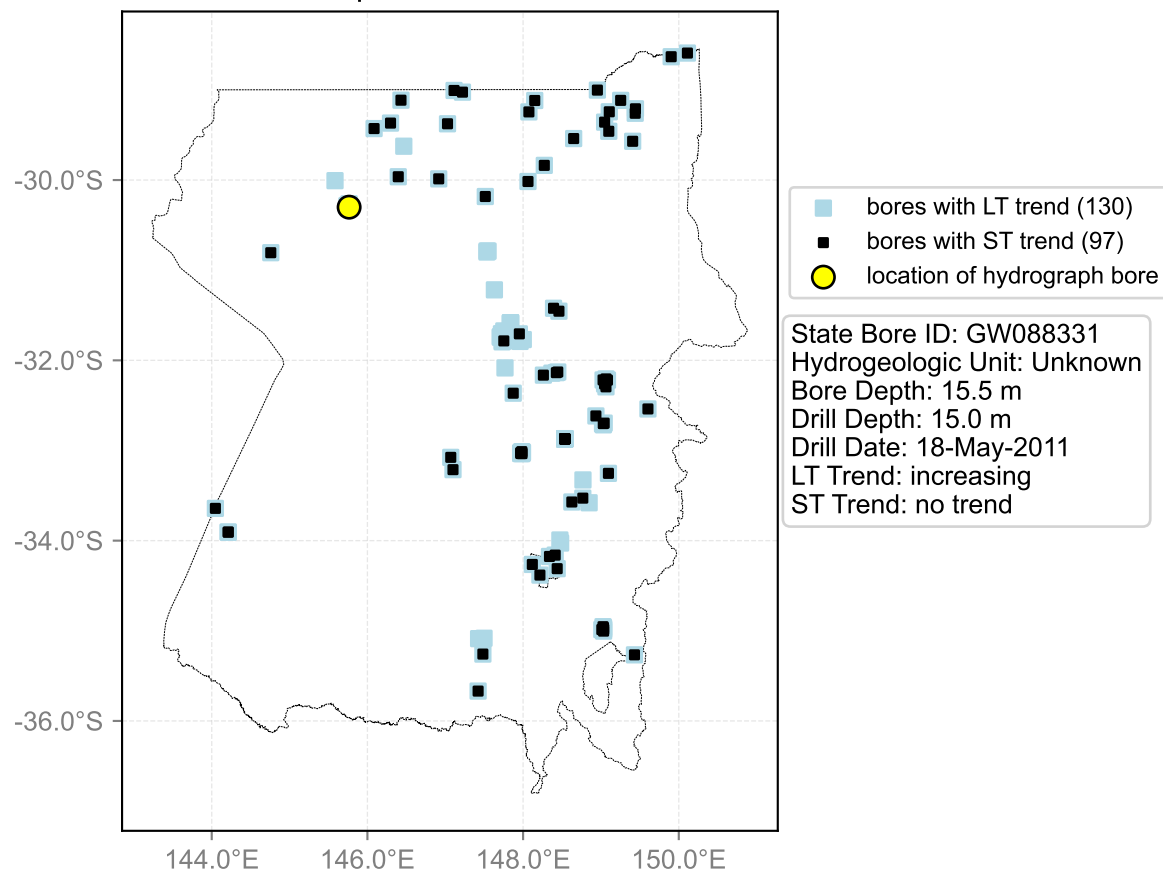 -30.0°S
-32.0°S
-34.0°S
-36.0°S
144.0°E 146.0°E 148.0°E 150.0°E
bores with LT trend (130)
bores with ST trend (97)
location of hydrograph bore
State Bore ID: GW088331
Hydrogeologic Unit: Unknown
Bore Depth: 15.5 m
Drill Depth: 15.0 m
Drill Date: 18-May-2011
LT Trend: increasing
ST Trend: no trend